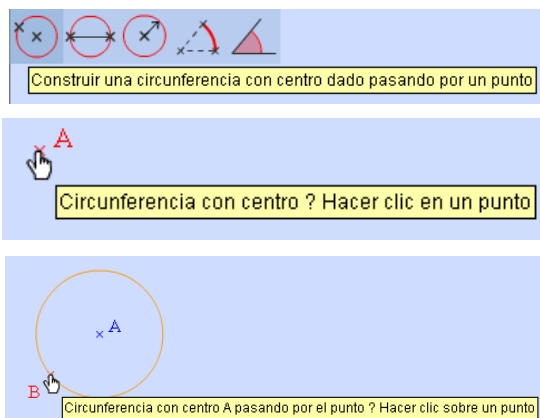 Construir una circunferencia con centro dado pasando por un punto
A
Circunferencia con centro ? Hacer clic en un punto
A
B
Circunferencia con centro A pasando por el punto ? Hacer clic sobre un punto